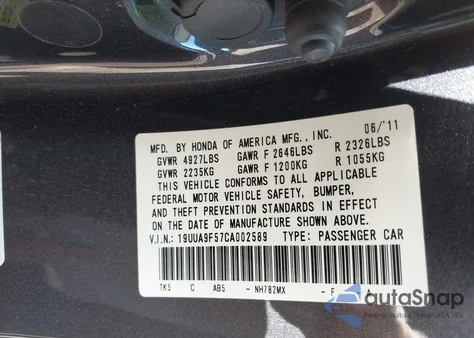 MFD. BY HONDA OF AMERICA MFG., INC. 06/'11
GVWR 4927LBS GAWR F 2646LBS R 2326LBS
GVWR 2235KG GAWR F 1200KG R 1055KG
THIS VEHICLE CONFORMS TO ALL APPLICABLE
FEDERAL MOTOR VEHICLE SAFETY, BUMPER,
AND THEFT PREVENTION STANDARDS IN EFFECT
ON THE DATE OF MANUFACTURE SHOWN ABOVE.
V.I.N.: 19UUA9F57CA002589 TYPE: PASSENGER CAR
TK5 C AB5 - NH782MX - E
autaSnap